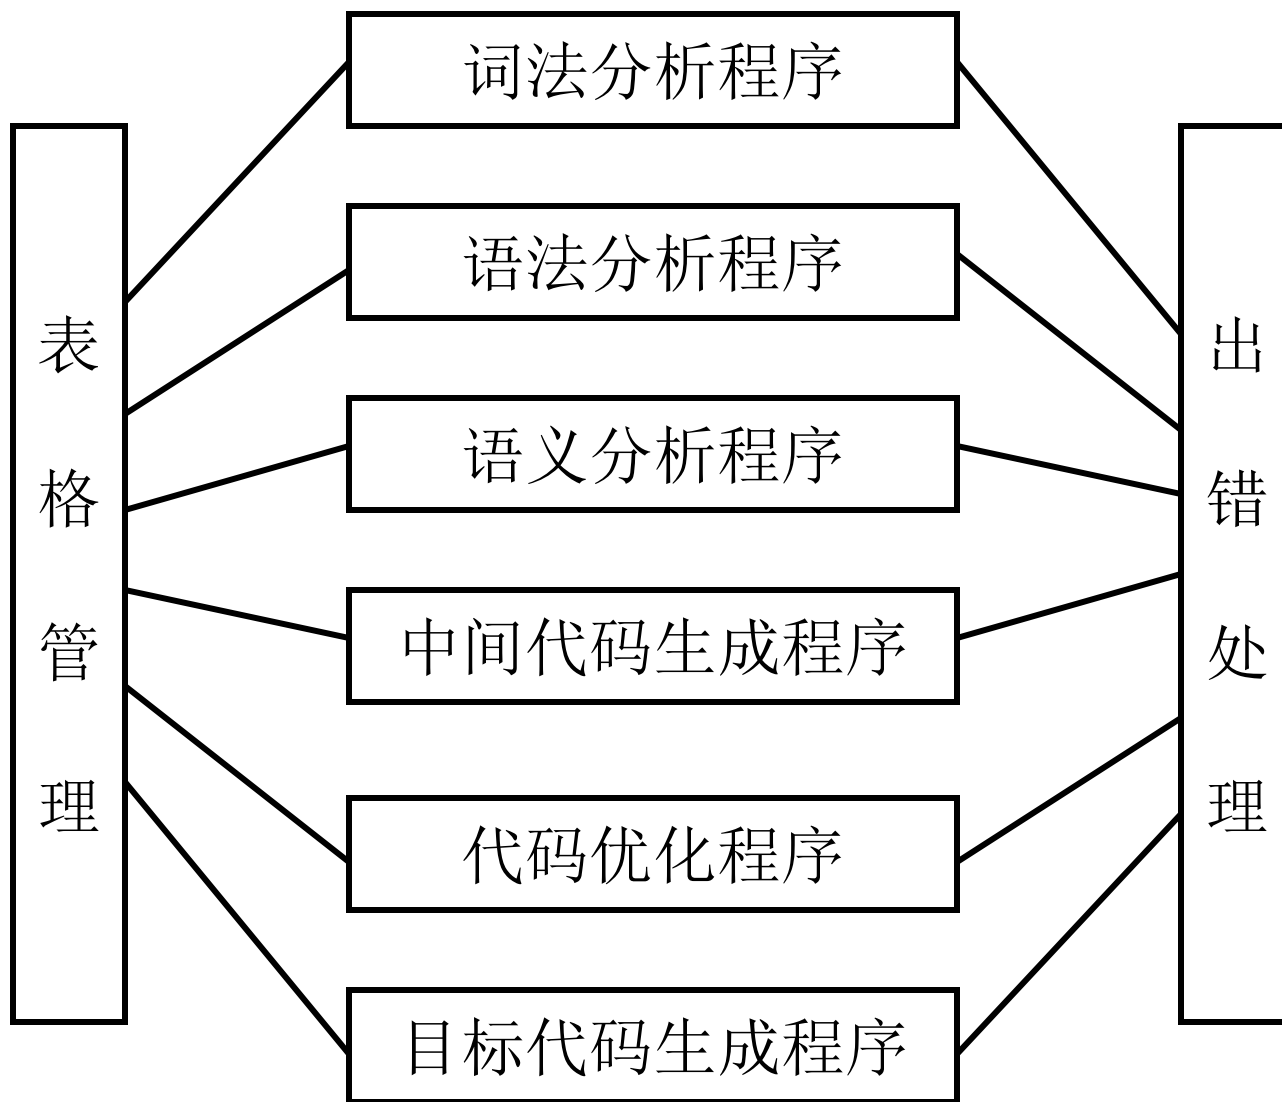 词法分析程序
语法分析程序
语义分析程序
中间代码生成程序
代码优化程序
目标代码生成程序
表格管理
出错处理